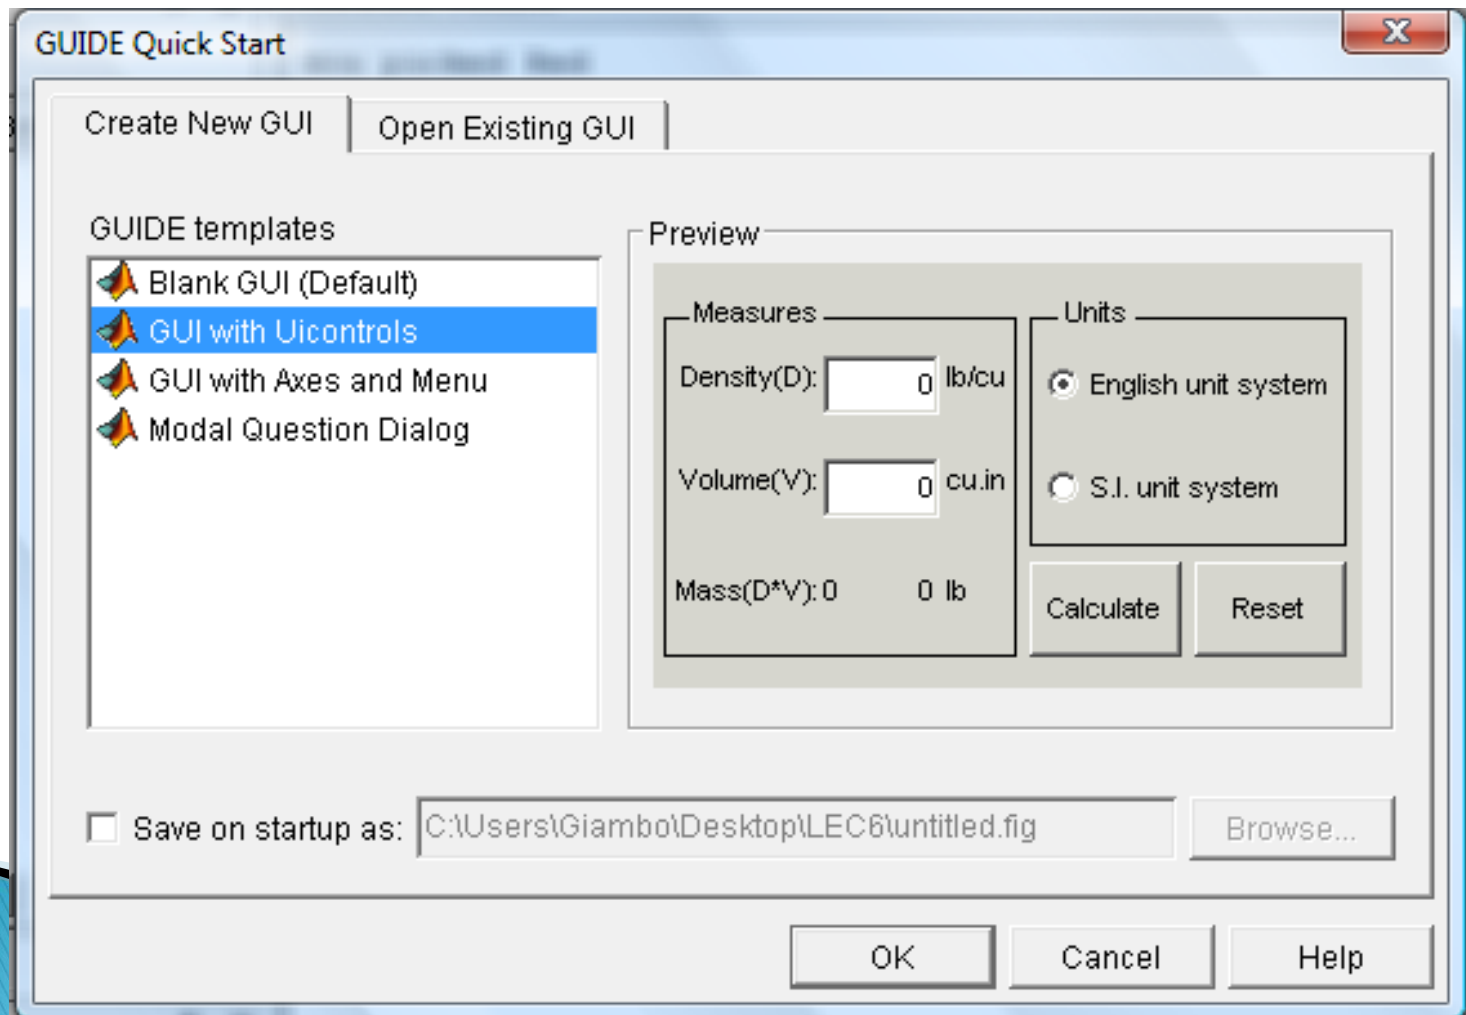 GUIDE Quick Start
Create New GUI
Open Existing GUI
GUIDE templates
Blank GUI (Default)
GUI with Uicontrols
GUI with Axes and Menu
Modal Question Dialog
Preview
Measures
Density(D): 0 lb/cu
Volume(V): 0 cu.in
Mass(D*V): 0 0 lb
Units
English unit system
S.I. unit system
Calculate
Reset
Save on startup as: C:\Users\Giambo\Desktop\LEC6\untitled.fig Browse...
OK
Cancel
Help